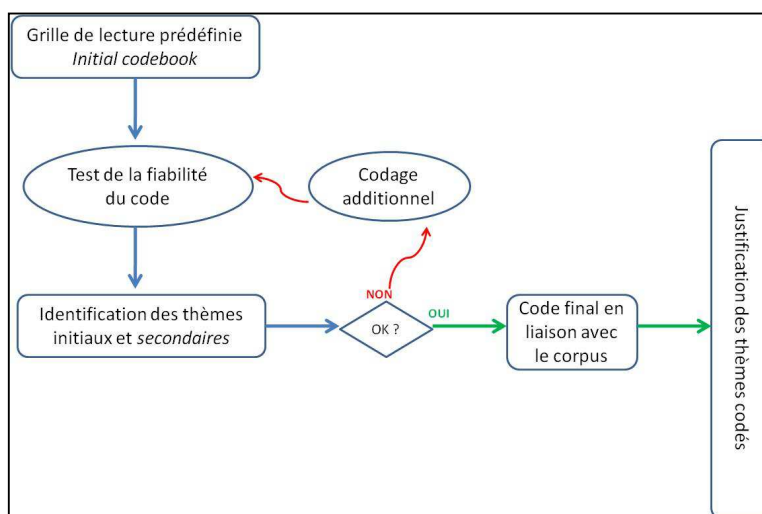 Grille de lecture prédéfinie
Initial codebook
Test de la fiabilité
du code
Codage
additionnel
Identification des thèmes
initiaux et secondaires
NON
OK ?
OUI
Code final en
liaison avec
le corpus
Justification des thèmes codés